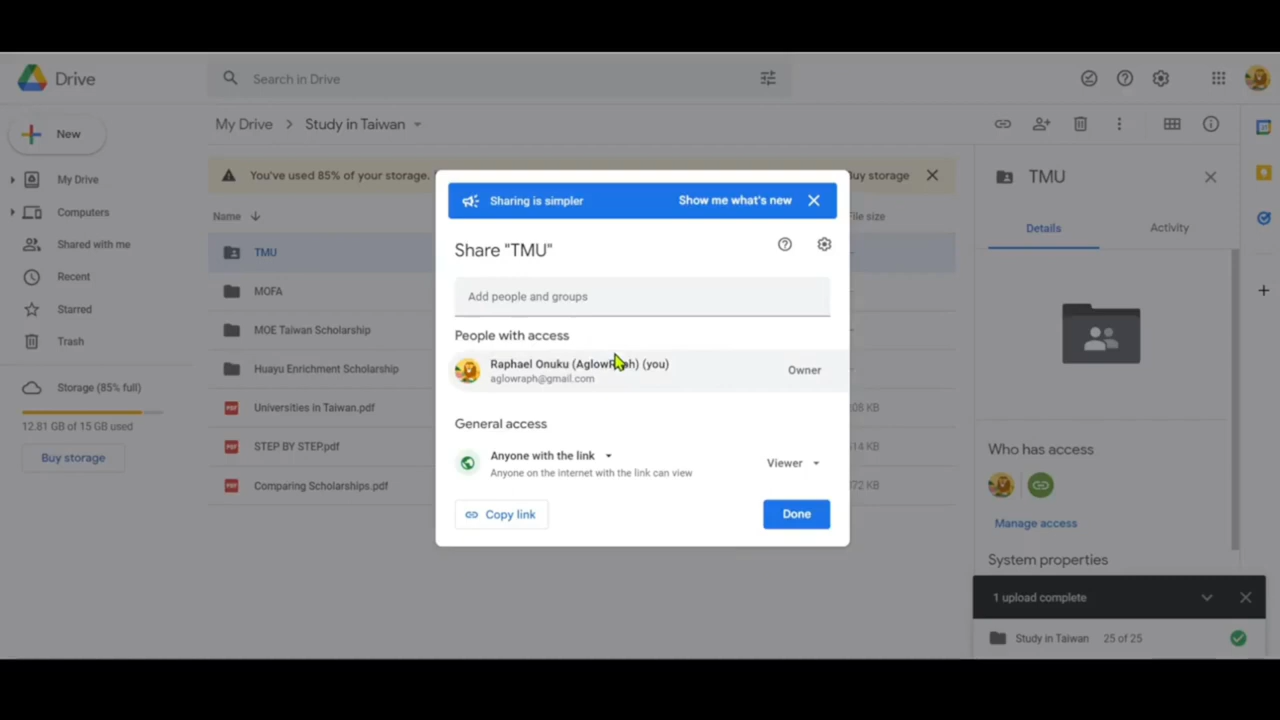 Drive
Search in Drive
New
My Drive
Study in Taiwan
My Drive
Computers
Shared with me
Recent
Starred
Trash
Storage (85% full)
12.81 GB of 15 GB used
Buy storage
You've used 85% of your storage.
Buy storage
Name
File size
TMU
MOFA
MOE Taiwan Scholarship
Huayu Enrichment Scholarship
Universities in Taiwan.pdf
08 KB
STEP BY STEP.pdf
14 KB
Comparing Scholarships.pdf
72 KB
Sharing is simpler
Show me what's new
Share "TMU"
Add people and groups
People with access
Raphael Onuku (AglowRaph) (you)
aglowraph@gmail.com
Owner
General access
Anyone with the link
Anyone on the internet with the link can view
Viewer
Copy link
Done
TMU
Details
Activity
Who has access
Manage access
System properties
1 upload complete
Study in Taiwan
25 of 25